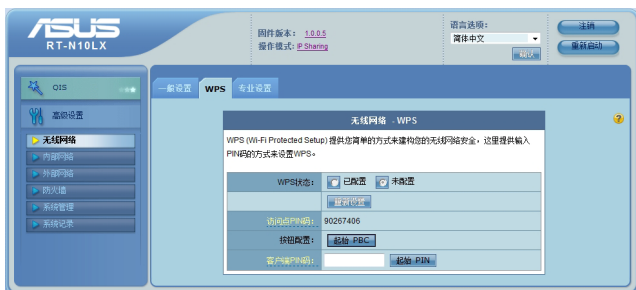 ASUS
RT-N10LX
固件版本： 1.0.0.5
操作模式：IP Sharing
语言选项：
简体中文
确认
注销
重新启动
QIS
高级设置
无线网络
内部网络
外部网络
防火墙
系统管理
系统记录
一般设置 WPS 专业设置
无线网络 - WPS
WPS (Wi-Fi Protected Setup) 提供您简单的方式来建构您的无线网络安全，这里提供输入
PIN码的方式来设置WPS。
WPS状态： 已配置 未配置
重新设置
访问点PIN码： 90267406
按钮配置： 起始 PBC
客户端PIN码： 起始 PIN